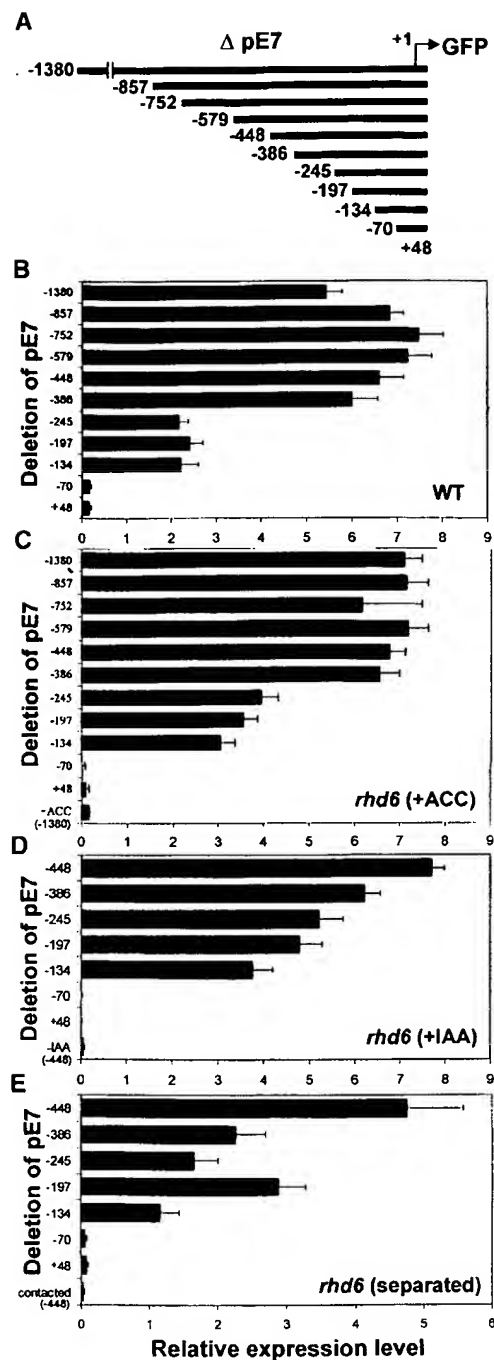 A
Δ pE7
+1
GFP
-1380
-857
-752
-579
-448
-386
-245
-197
-134
-70
+48
B
Deletion of pE7
-1380
-857
-752
-579
-448
-386
-245
-197
-134
-70
+48
WT
0 1 2 3 4 5 6 7 8 9
C
Deletion of pE7
-1380
-857
-752
-579
-448
-386
-245
-197
-134
-70
+48
-ACC
(-1380)
rhd6 (+ACC)
0 1 2 3 4 5 6 7 8 9
D
Deletion of pE7
-448
-386
-245
-197
-134
-70
+48
-IAA
(-448)
rhd6 (+IAA)
0 1 2 3 4 5 6 7 8 9
E
Deletion of pE7
-448
-386
-245
-197
-134
-70
+48
contacted
(-448)
rhd6 (separated)
0 1 2 3 4 5 6
Relative expression level